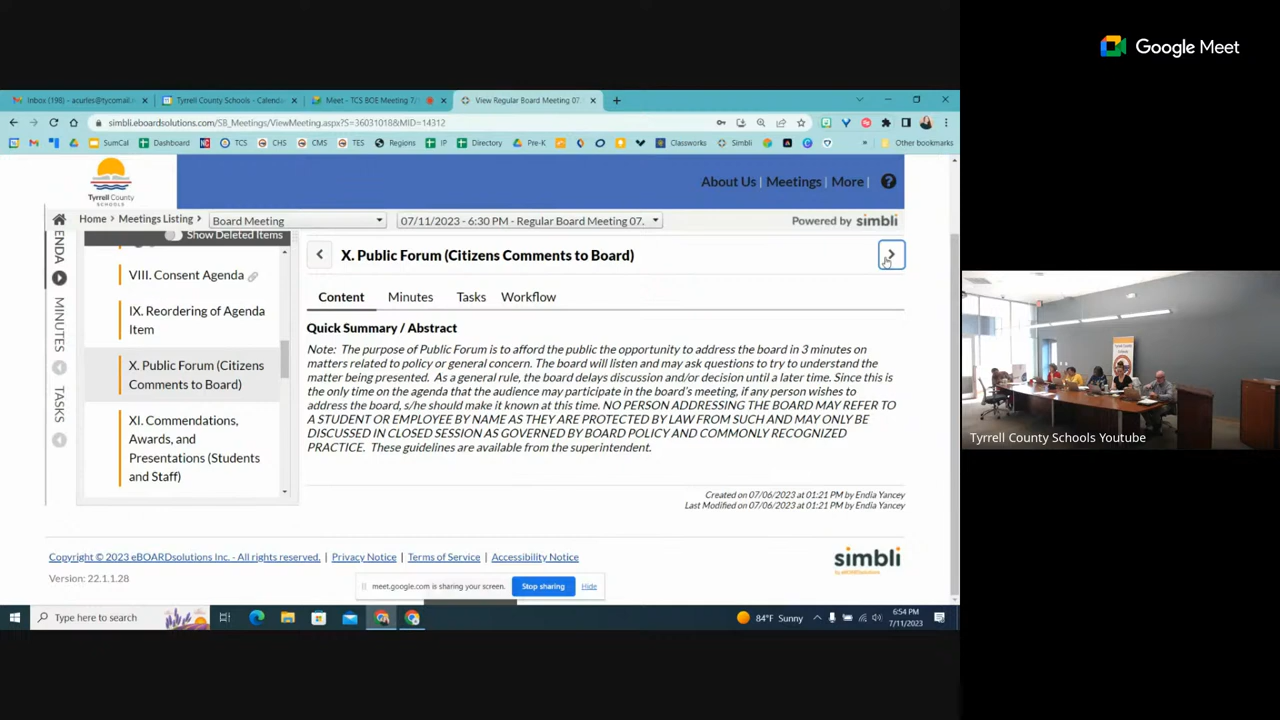 Google Meet
Inbox (198) - acurles@tycomail.
Tyrrell County Schools - Calenda
Meet - TCS BOE Meeting 7/
View Regular Board Meeting 07.
simbli.eboardsolutions.com/SB_Meetings/ViewMeeting.aspx?S=36031018&MID=14312
SumCal
Dashboard
TCS
CHS
CMS
TES
Regions
IP
Directory
Pre-K
Classworks
Simbli
Other bookmarks
Tyrrell County
SCHOOLS
About Us | Meetings | More |
Home > Meetings Listing >
Board Meeting
07/11/2023 - 6:30 PM - Regular Board Meeting 07.
Powered by simbli
Show Deleted Items
ENDA
MINUTES
TASKS
VIII. Consent Agenda
IX. Reordering of Agenda
Item
X. Public Forum (Citizens
Comments to Board)
XI. Commendations,
Awards, and
Presentations (Students
and Staff)
X. Public Forum (Citizens Comments to Board)
Content
Minutes
Tasks
Workflow
Quick Summary / Abstract
Note: The purpose of Public Forum is to afford the public the opportunity to address the board in 3 minutes on
matters related to policy or general concern. The board will listen and may ask questions to try to understand the
matter being presented. As a general rule, the board delays discussion and/or decision until a later time. Since this is
the only time on the agenda that the audience may participate in the board's meeting, if any person wishes to
address the board, s/he should make it known at this time. NO PERSON ADDRESSING THE BOARD MAY REFER TO
A STUDENT OR EMPLOYEE BY NAME AS THEY ARE PROTECTED BY LAW FROM SUCH AND MAY ONLY BE
DISCUSSED IN CLOSED SESSION AS GOVERNED BY BOARD POLICY AND COMMONLY RECOGNIZED
PRACTICE. These guidelines are available from the superintendent.
Created on 07/06/2023 at 01:21 PM by Endia Yancey
Last Modified on 07/06/2023 at 01:21 PM by Endia Yancey
Copyright © 2023 eBOARDsolutions Inc. - All rights reserved. | Privacy Notice | Terms of Service | Accessibility Notice
Version: 22.1.1.28
simbli
meet.google.com is sharing your screen.
Stop sharing
Hide
Type here to search
84°F Sunny
6:54 PM
7/11/2023
Tyrrell County Schools Youtube